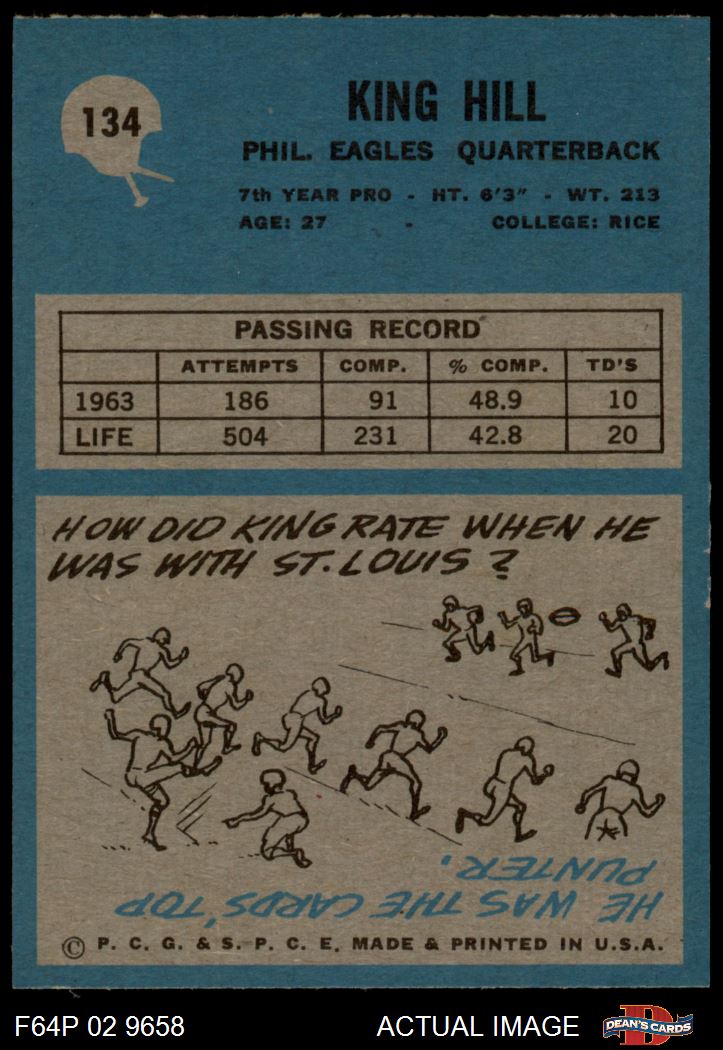 134
KING HILL
PHIL. EAGLES QUARTERBACK
7th YEAR PRO - HT. 6'3" - WT. 213
AGE: 27 - COLLEGE: RICE
PASSING RECORD
ATTEMPTS COMP. % COMP. TD'S
1963 186 91 48.9 10
LIFE 504 231 42.8 20
HOW DID KING RATE WHEN HE
WAS WITH ST. LOUIS?
HE WAS THE CARDS' TOP
PUNTER.
© P. C. G. & S. P. C. E. MADE & PRINTED IN U.S.A.
F64P 02 9658 ACTUAL IMAGE
D
DEAN'S CARDS